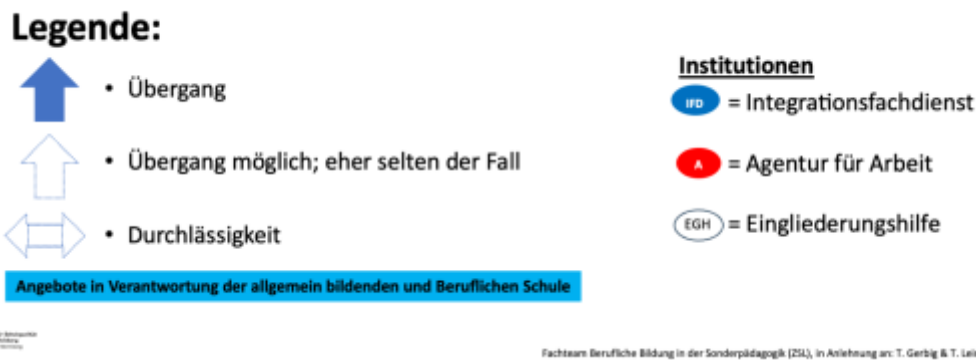 Legende:
• Übergang
• Übergang möglich; eher selten der Fall
• Durchlässigkeit
Angebote in Verantwortung der allgemein bildenden und Beruflichen Schule
Institutionen
IFD = Integrationsfachdienst
A = Agentur für Arbeit
EGH = Eingliederungshilfe
Fachteam Berufliche Bildung in der Sonderpädagogik (ZSL), in Anlehnung an: T. Gerbig & T.